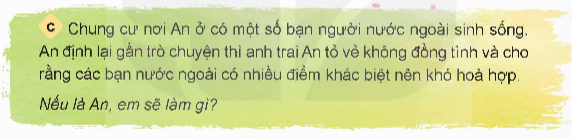 C Chung cư nơi An ở có một số bạn người nước ngoài sinh sống.
An định lại gần trò chuyện thì anh trai An tỏ vẻ không đồng tình và cho
rằng các bạn nước ngoài có nhiều điểm khác biệt nên khó hoà hợp.
Nếu là An, em sẽ làm gì?